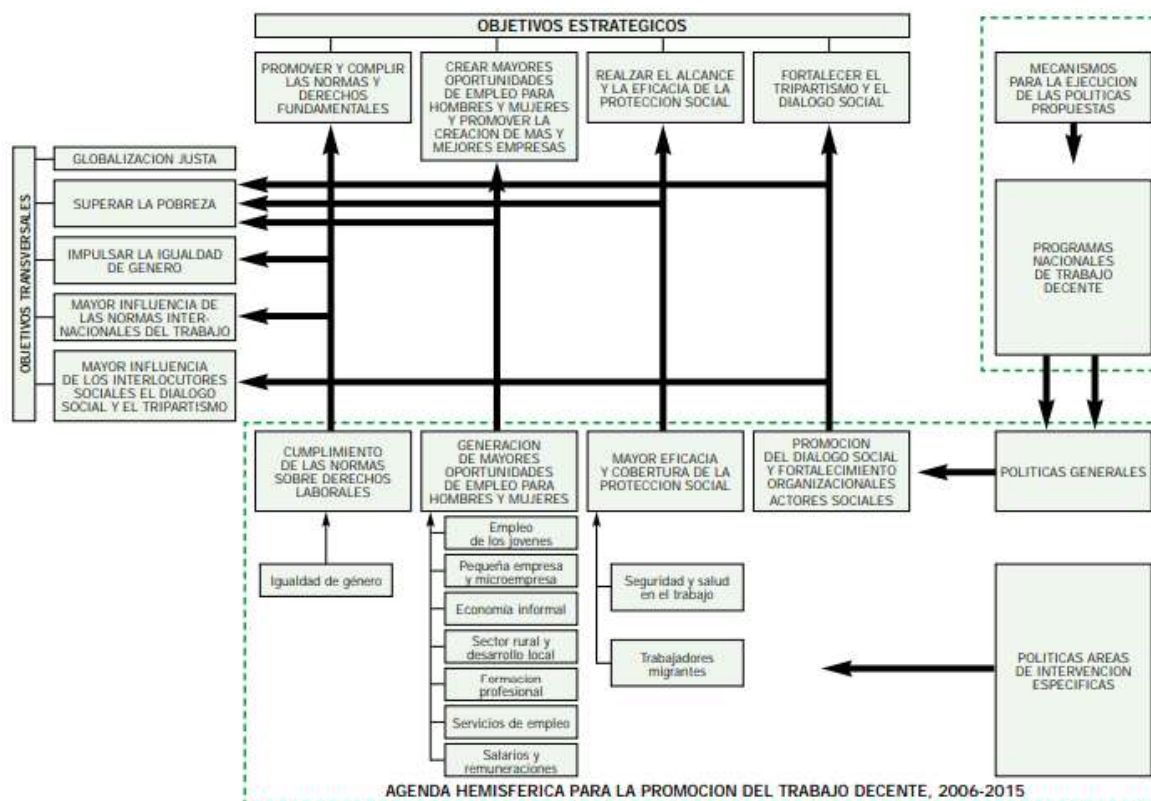 OBJETIVOS ESTRATEGICOS
PROMOVER Y COMPLIR
LAS NORMAS Y
DERECHOS
FUNDAMENTALES
CREAR MAYORES
OPORTUNIDADES
DE EMPLEO PARA
HOMBRES Y MUJERES
Y PROMOVER LA
CREACION DE MAS Y
MEJORES EMPRESAS
REALZAR EL ALCANCE
Y LA EFICACIA DE LA
PROTECCION SOCIAL
FORTALECER EL
TRIPARTISMO Y EL
DIALOGO SOCIAL
MECANISMOS
PARA LA EJECUCION
DE LAS POLITICAS
PROPUESTAS
OBJETIVOS TRANSVERSALES
GLOBALIZACION JUSTA
SUPERAR LA POBREZA
IMPULSAR LA IGUALDAD
DE GENERO
MAYOR INFLUENCIA DE
LAS NORMAS INTER-
NACIONALES DEL TRABAJO
MAYOR INFLUENCIA
DE LOS INTERLOCUTORES
SOCIALES EL DIALOGO
SOCIAL Y EL TRIPARTISMO
PROGRAMAS
NACIONALES
DE TRABAJO
DECENTE
CUMPLIMIENTO
DE LAS NORMAS
SOBRE DERECHOS
LABORALES
GENERACION
DE MAYORES
OPORTUNIDADES
DE EMPLEO PARA
HOMBRES Y MUJERES
MAYOR EFICACIA
Y COBERTURA DE LA
PROTECCION SOCIAL
PROMOCION
DEL DIALOGO SOCIAL
Y FORTALECIMIENTO
ORGANIZACIONALES
ACTORES SOCIALES
POLITICAS GENERALES
Igualdad de género
Empleo
de los jovenes
Pequeña empresa
y microempresa
Economía informal
Sector rural y
desarrollo local
Formacion
profesional
Servicios de empleo
Salarios y
remuneraciones
Seguridad y salud
en el trabajo
Trabajadores
migrantes
POLITICAS AREAS
DE INTERVENCION
ESPECIFICAS
AGENDA HEMISFERICA PARA LA PROMOCION DEL TRABAJO DECENTE, 2006-2015